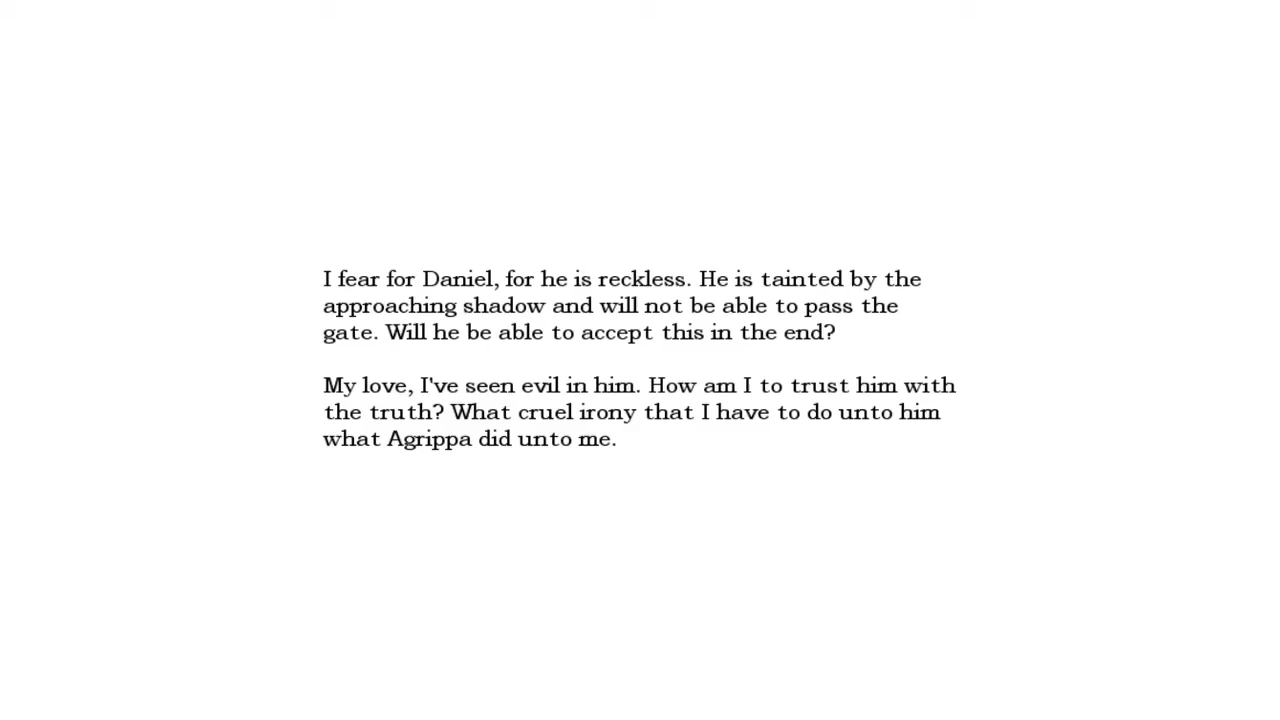 I fear for Daniel, for he is reckless. He is tainted by the
approaching shadow and will not be able to pass the
gate. Will he be able to accept this in the end?
My love, I've seen evil in him. How am I to trust him with
the truth? What cruel irony that I have to do unto him
what Agrippa did unto me.